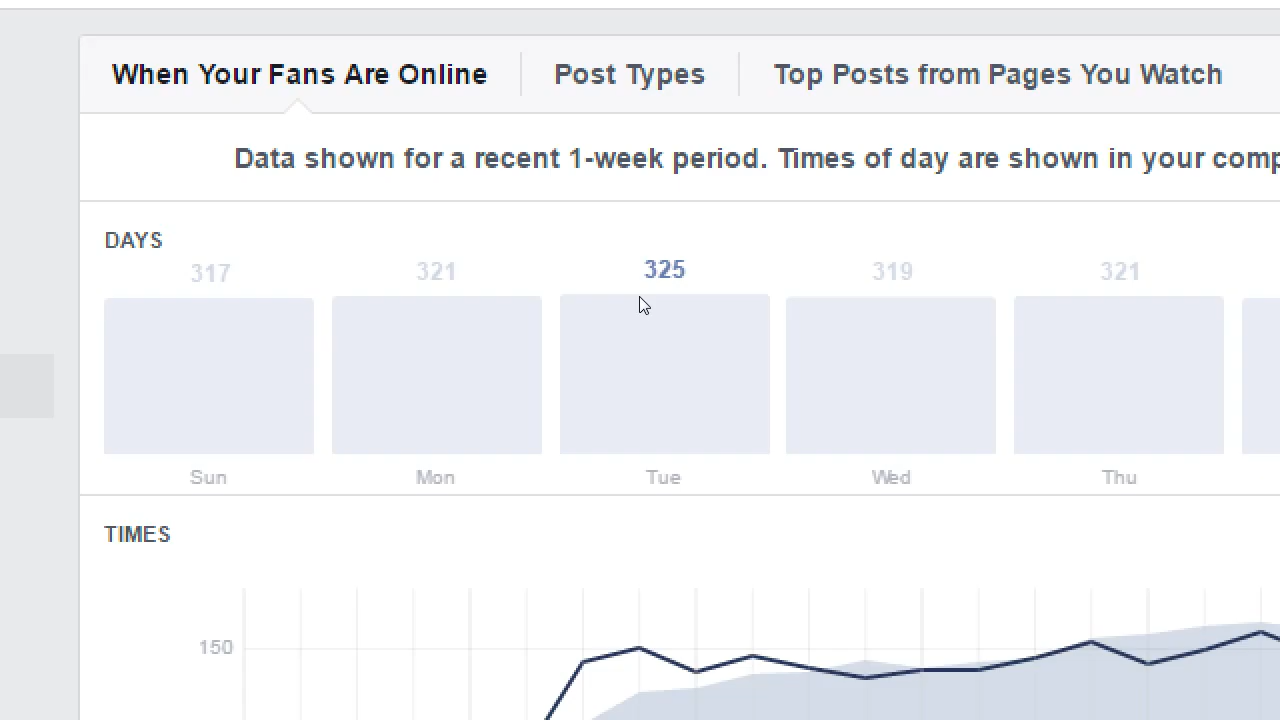 When Your Fans Are Online Post Types Top Posts from Pages You Watch
Data shown for a recent 1-week period. Times of day are shown in your comp
DAYS
317 321 325 319 321
Sun Mon Tue Wed Thu
TIMES
150